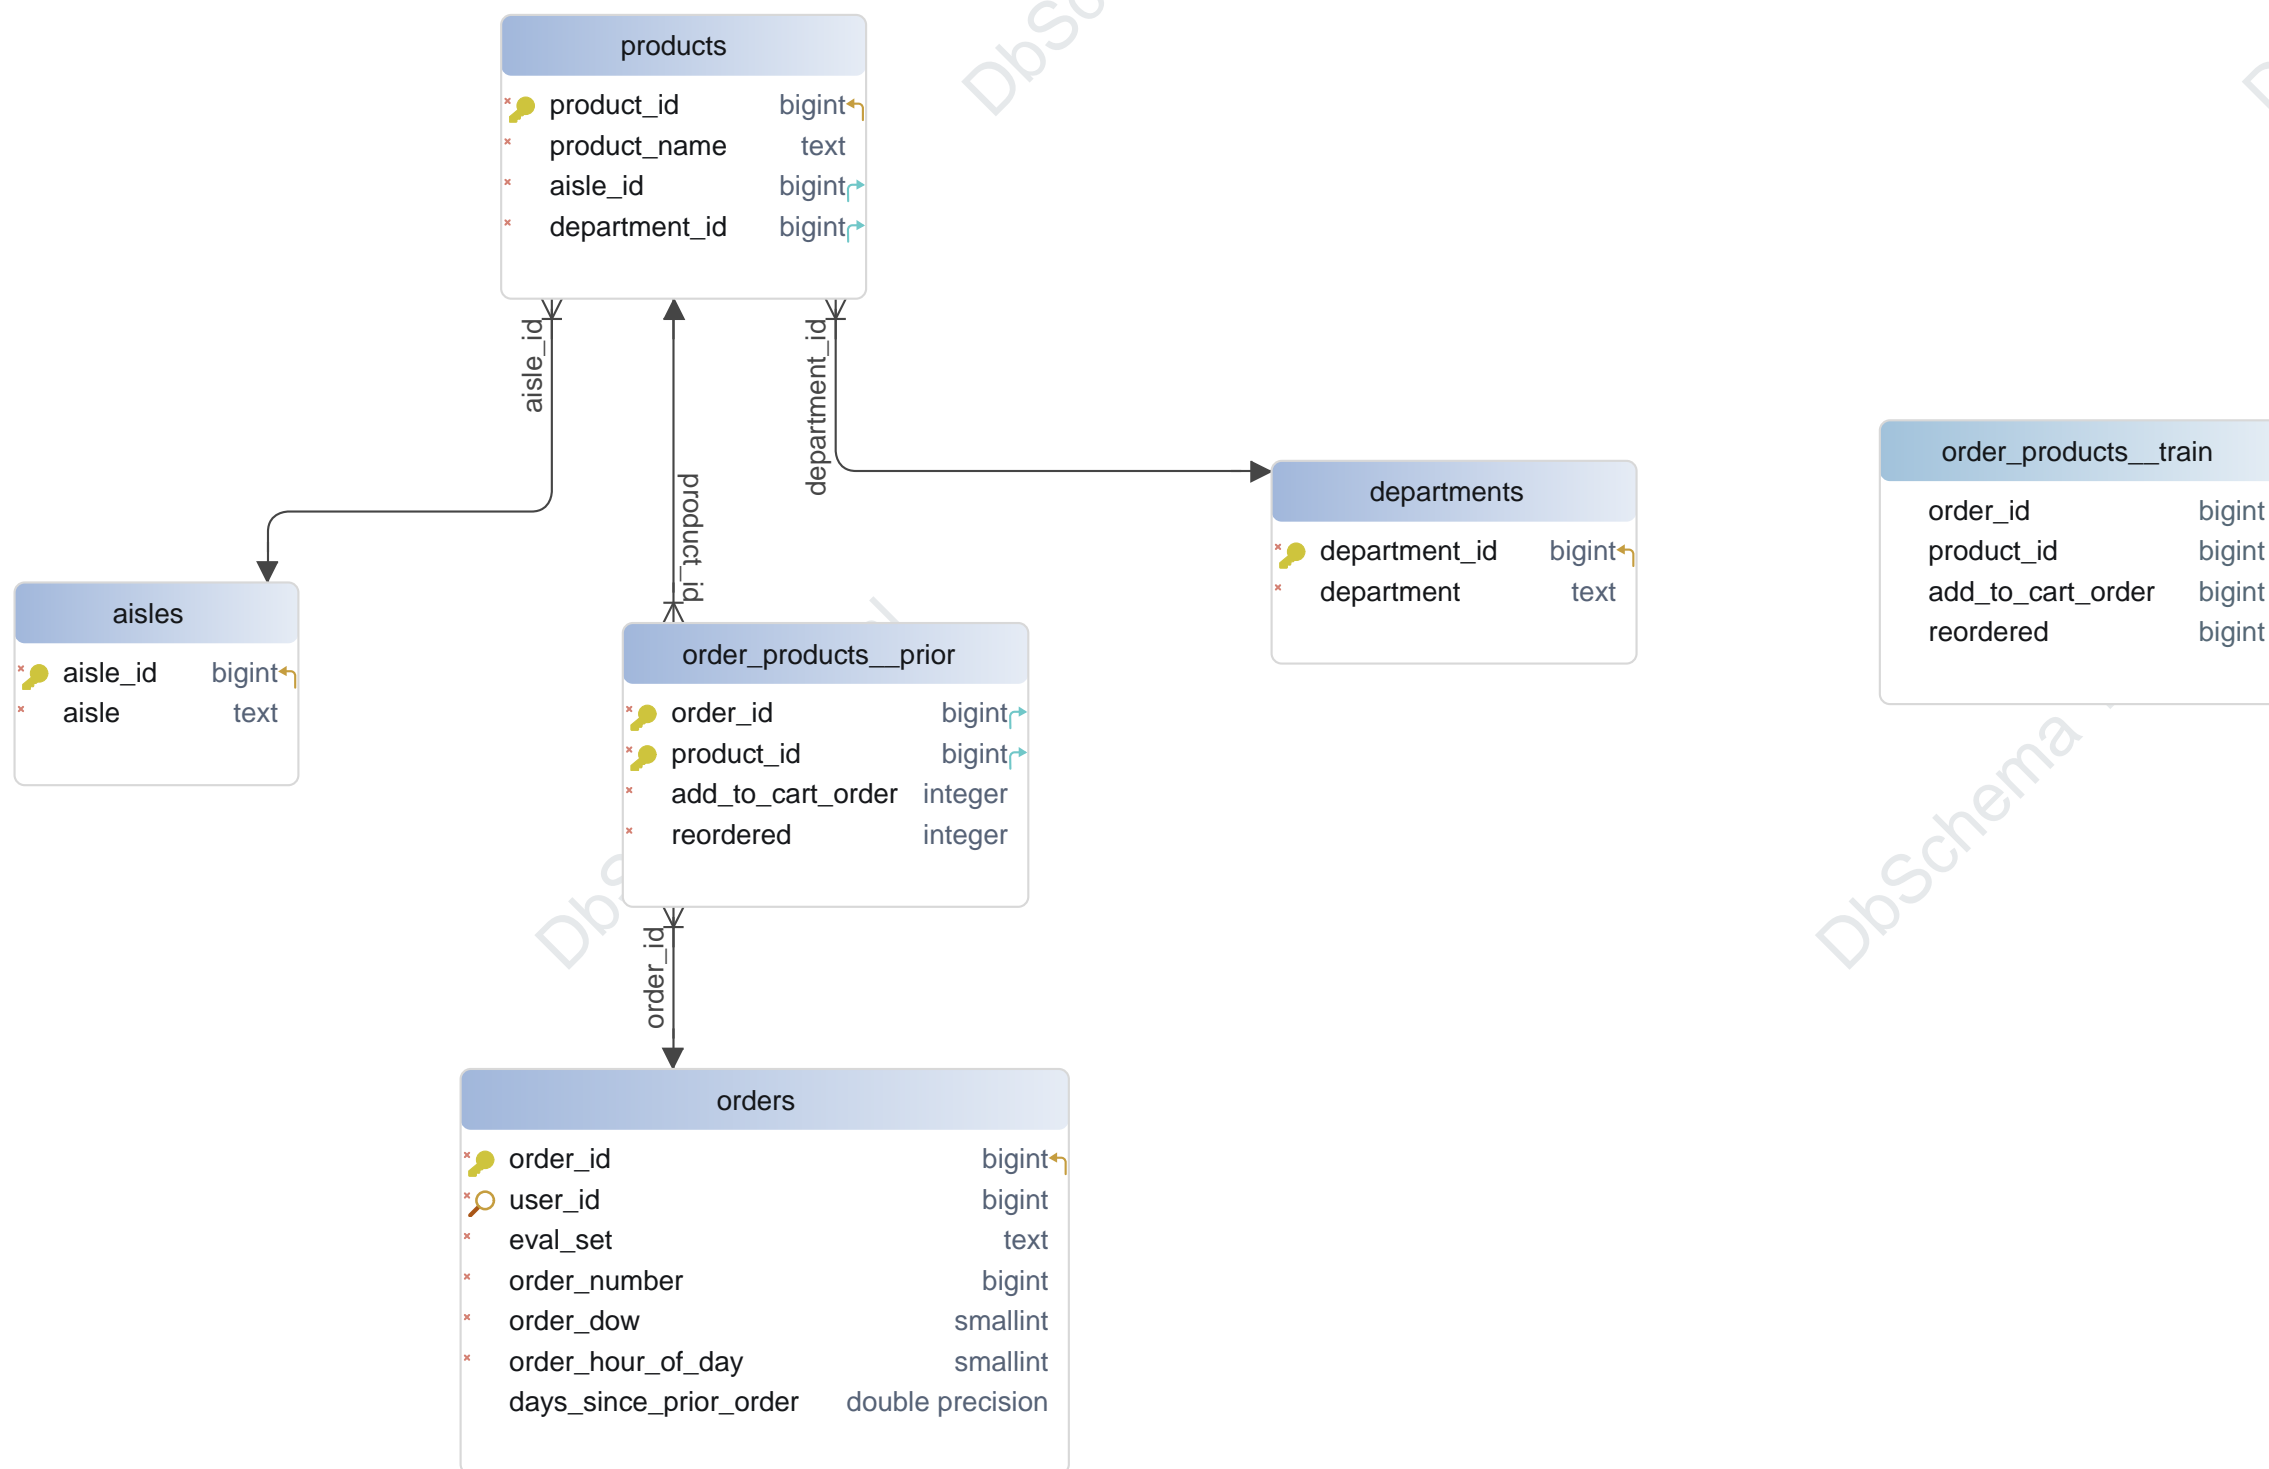 products
product_id bigint
product_name text
aisle_id bigint
department_id bigint
aisle_id
product_id
department_id
departments
department_id bigint
department text
order_products__train
order_id bigint
product_id bigint
add_to_cart_order bigint
reordered bigint
aisles
aisle_id bigint
aisle text
order_products__prior
order_id bigint
product_id bigint
add_to_cart_order integer
reordered integer
order_id
orders
order_id bigint
user_id bigint
eval_set text
order_number bigint
order_dow smallint
order_hour_of_day smallint
days_since_prior_order double precision
DbSchema